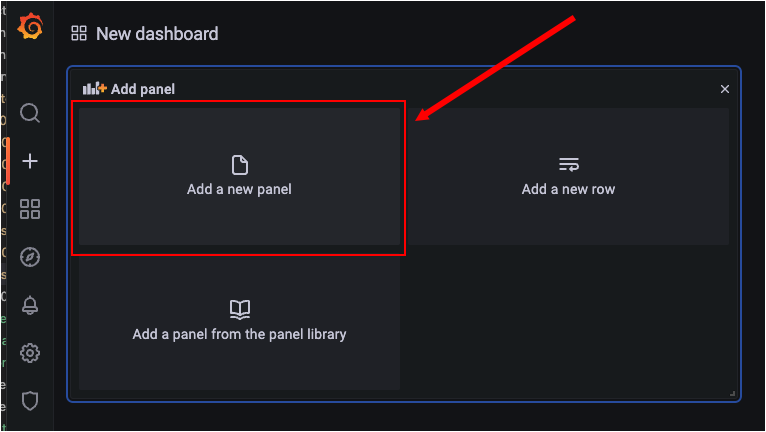 New dashboard
Add panel
Add a new panel
Add a new row
Add a panel from the panel library